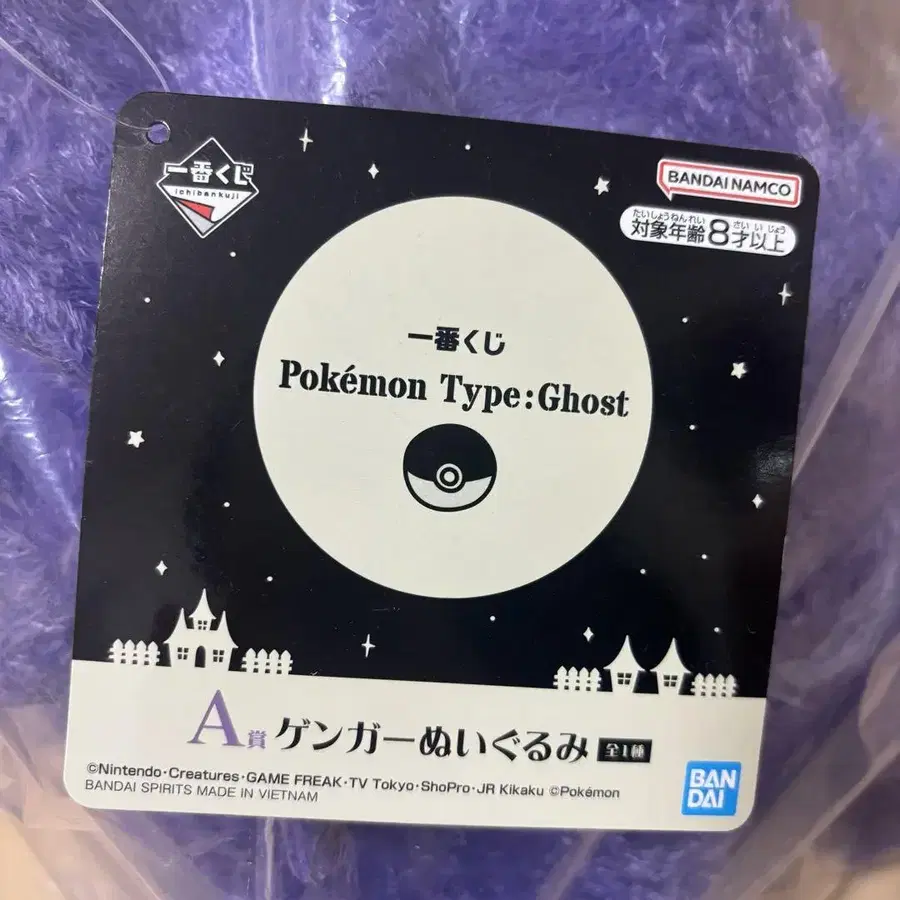 一番くじ
ichibankuji
BANDAI NAMCO
たいしょうねんれい さいいじょう
対象年齢8才以上
一番くじ
Pokémon Type:Ghost
A賞 ゲンガーぬいぐるみ 全1種
©Nintendo・Creatures・GAME FREAK・TV Tokyo・ShoPro・JR Kikaku ©Pokémon
BANDAI SPIRITS MADE IN VIETNAM
BAN
DAI